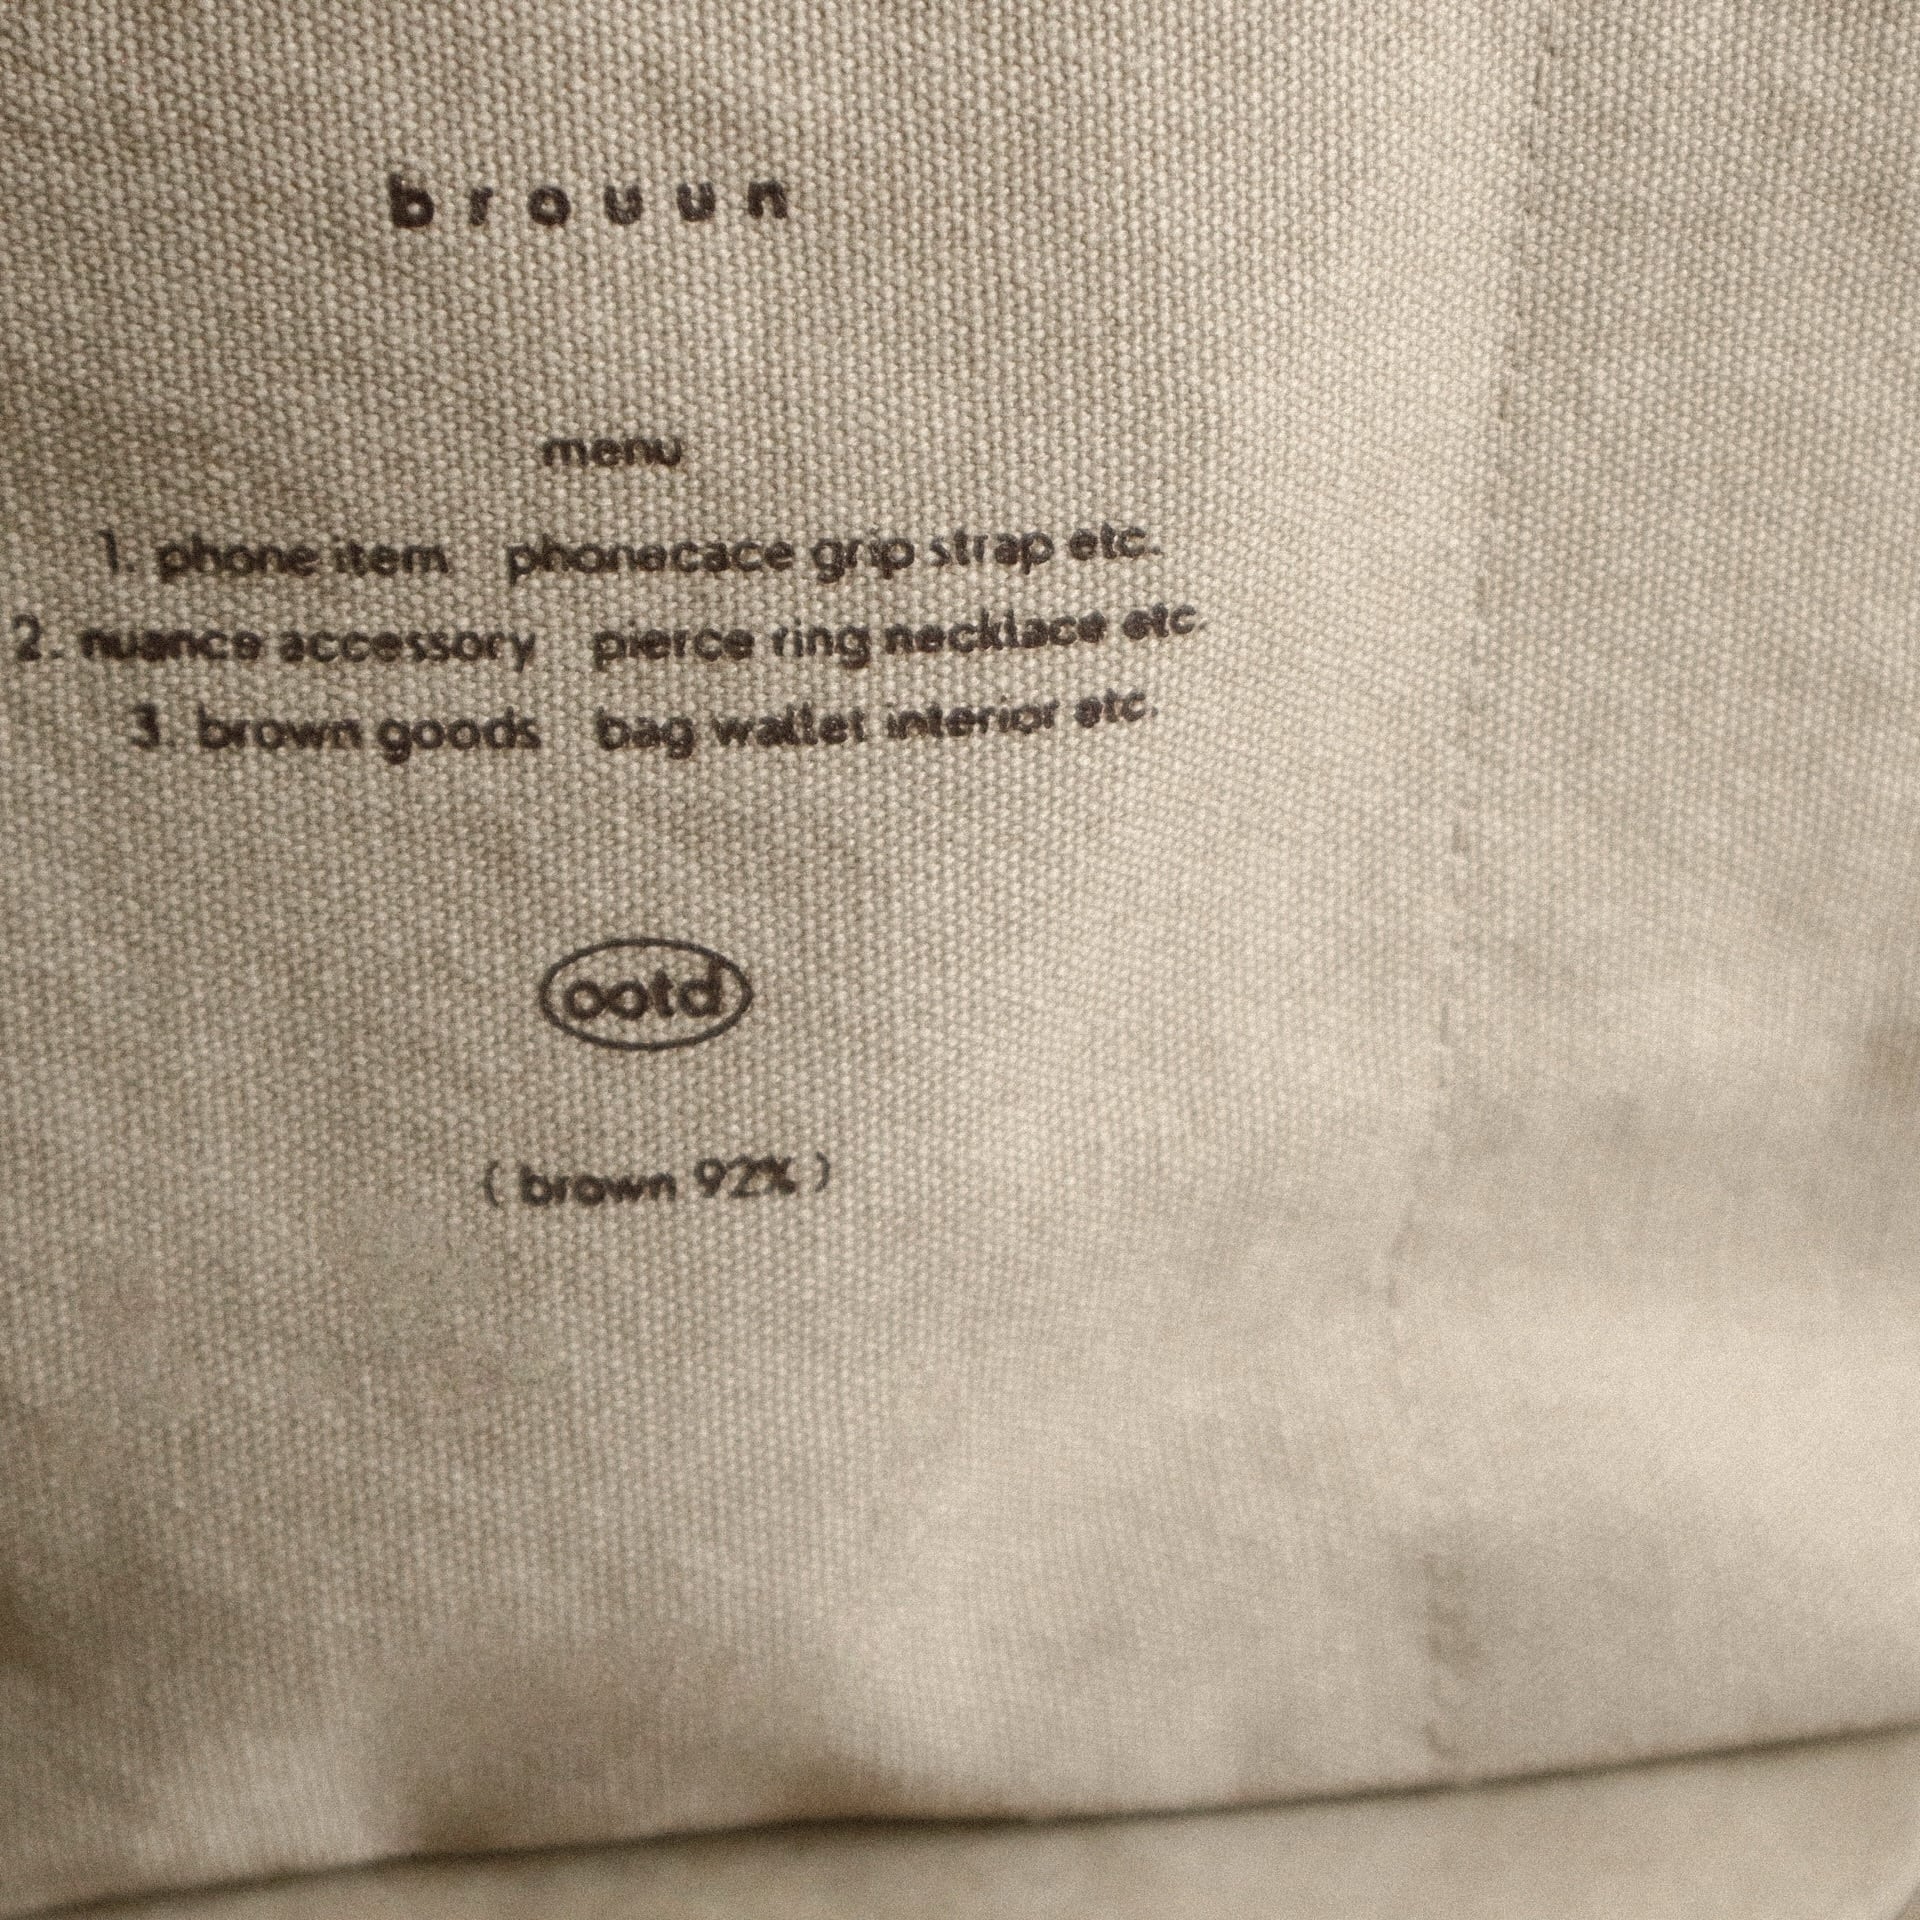 brouun
menu
1. phone item phonecace grip strap etc.
2. nuance accessory pierce ring necklace etc.
3. brown goods bag wallet interior etc.
ootd
( brown 92% )